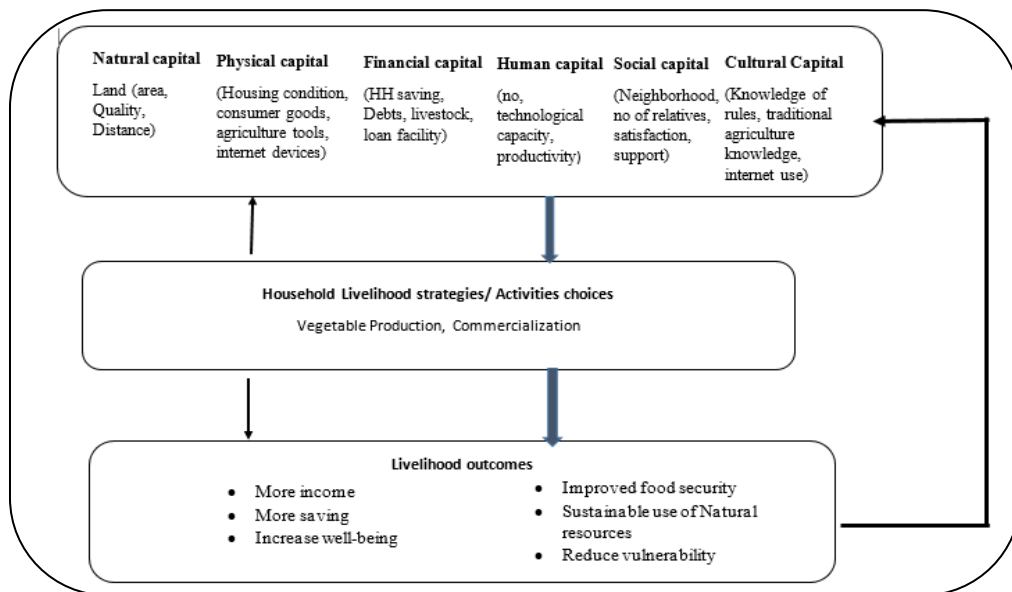 Natural capital
Land (area,
Quality,
Distance)
Physical capital
(Housing condition,
consumer goods,
agriculture tools,
internet devices)
Financial capital
(HH saving,
Debts, livestock,
loan facility)
Human capital
(no,
technological
capacity,
productivity)
Social capital
(Neighborhood,
no of relatives,
satisfaction,
support)
Cultural Capital
(Knowledge of
rules, traditional
agriculture
knowledge,
internet use)
Household Livelihood strategies/ Activities choices
Vegetable Production, Commercialization
Livelihood outcomes
• More income
• More saving
• Increase well-being
• Improved food security
• Sustainable use of Natural
resources
• Reduce vulnerability